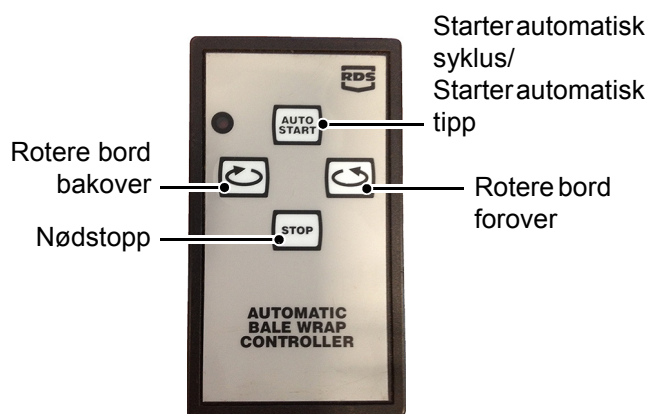 Starter automatisk
syklus/
Starter automatisk
tipp
RDS
AUTO
START
Rotere bord
bakover
Rotere bord
forover
Nødstopp
STOP
AUTOMATIC
BALE WRAP
CONTROLLER